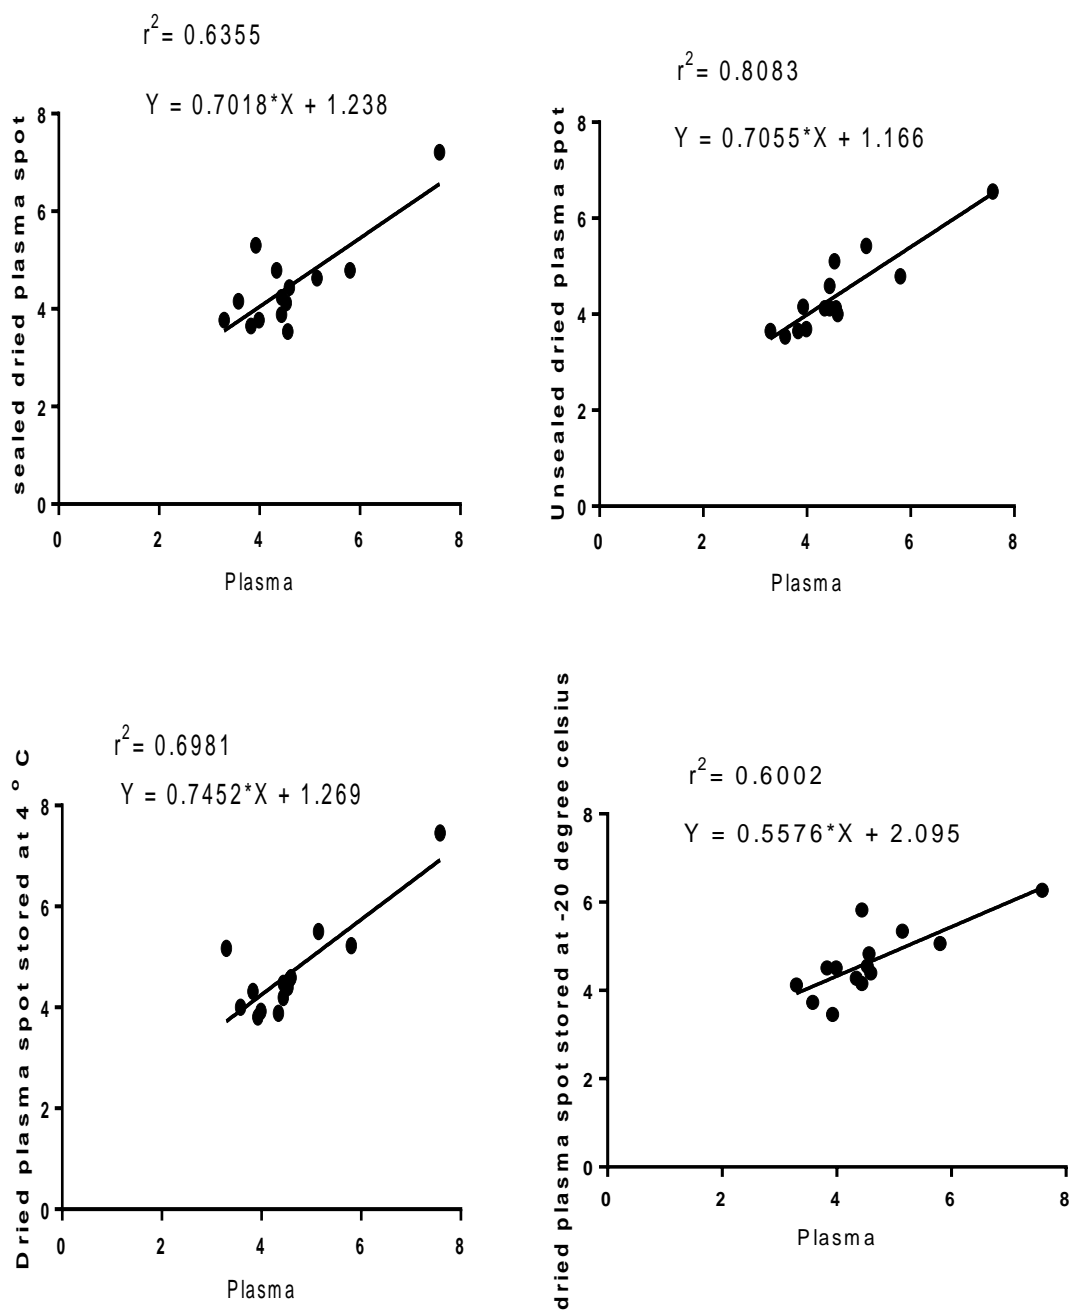 r2= 0.6355
Y = 0.7018*X + 1.238
sealed dried plasma spot
8
6
4
2
0
0 2 4 6 8
Plasma
r2= 0.8083
Y = 0.7055*X + 1.166
Unsealed dried plasma spot
8
6
4
2
0
0 2 4 6 8
Plasma
r2= 0.6981
Y = 0.7452*X + 1.269
Dried plasma spot stored at 4 ° C
8
6
4
2
0
0 2 4 6 8
Plasma
r2= 0.6002
Y = 0.5576*X + 2.095
dried plasma spot stored at -20 degree celsius
8
6
4
2
0
0 2 4 6 8
Plasma